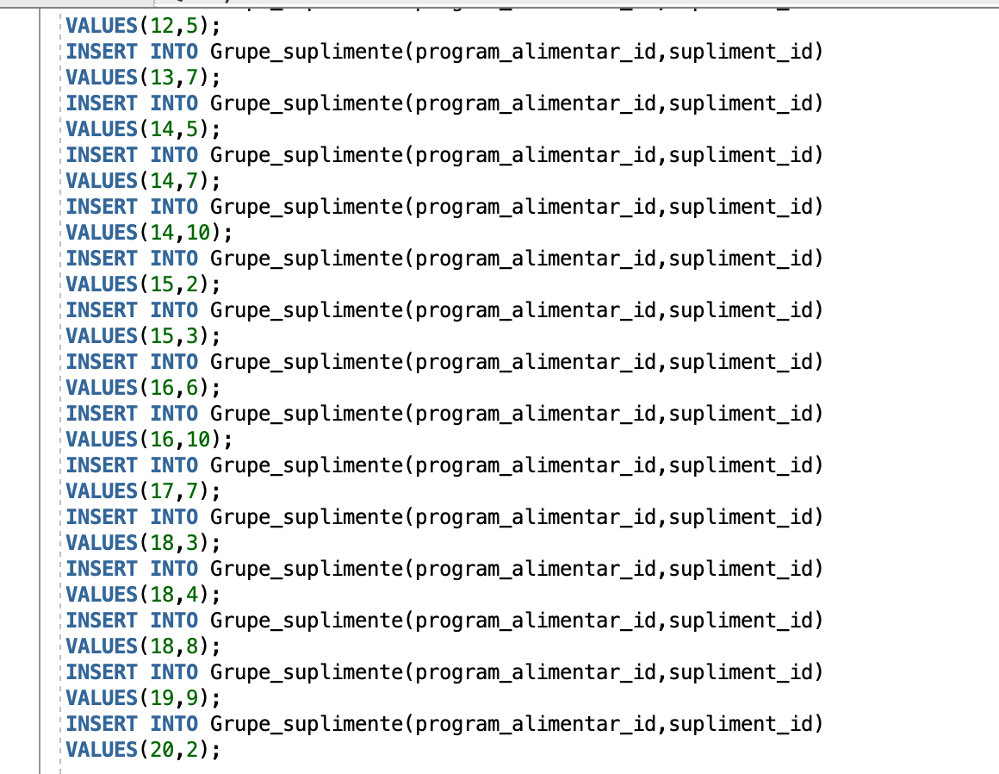 VALUES(12,5);
INSERT INTO Grupe_suplimente(program_alimentar_id,supliment_id)
VALUES(13,7);
INSERT INTO Grupe_suplimente(program_alimentar_id,supliment_id)
VALUES(14,5);
INSERT INTO Grupe_suplimente(program_alimentar_id,supliment_id)
VALUES(14,7);
INSERT INTO Grupe_suplimente(program_alimentar_id,supliment_id)
VALUES(14,10);
INSERT INTO Grupe_suplimente(program_alimentar_id,supliment_id)
VALUES(15,2);
INSERT INTO Grupe_suplimente(program_alimentar_id,supliment_id)
VALUES(15,3);
INSERT INTO Grupe_suplimente(program_alimentar_id,supliment_id)
VALUES(16,6);
INSERT INTO Grupe_suplimente(program_alimentar_id,supliment_id)
VALUES(16,10);
INSERT INTO Grupe_suplimente(program_alimentar_id,supliment_id)
VALUES(17,7);
INSERT INTO Grupe_suplimente(program_alimentar_id,supliment_id)
VALUES(18,3);
INSERT INTO Grupe_suplimente(program_alimentar_id,supliment_id)
VALUES(18,4);
INSERT INTO Grupe_suplimente(program_alimentar_id,supliment_id)
VALUES(18,8);
INSERT INTO Grupe_suplimente(program_alimentar_id,supliment_id)
VALUES(19,9);
INSERT INTO Grupe_suplimente(program_alimentar_id,supliment_id)
VALUES(20,2);